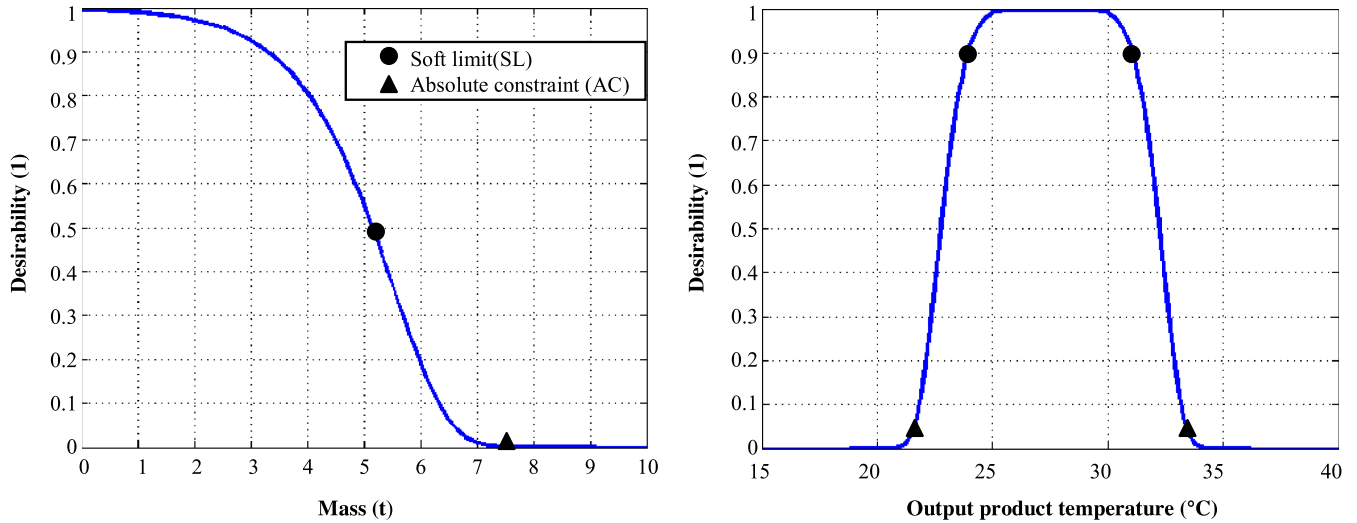 Desirability (1)
1
0.9
0.8
0.7
0.6
0.5
0.4
0.3
0.2
0.1
0
0 1 2 3 4 5 6 7 8 9 10
Mass (t)
Soft limit(SL)
Absolute constraint (AC)
Desirability (1)
1
0.9
0.8
0.7
0.6
0.5
0.4
0.3
0.2
0.1
0
15 20 25 30 35 40
Output product temperature (°C)